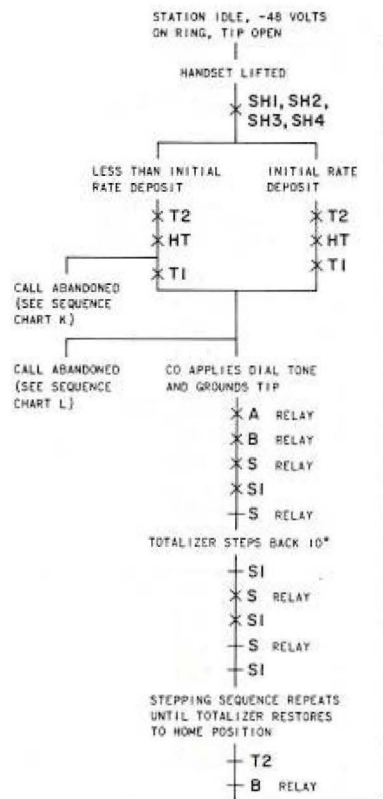 STATION IDLE, -48 VOLTS
ON RING, TIP OPEN
HANDSET LIFTED
SH1, SH2,
SH3, SH4
LESS THAN INITIAL
RATE DEPOSIT
INITIAL RATE
DEPOSIT
T2
HT
T1
T2
HT
T1
CALL ABANDONED
(SEE SEQUENCE
CHART K)
CALL ABANDONED
(SEE SEQUENCE
CHART L)
CO APPLIES DIAL TONE
AND GROUNDS TIP
A RELAY
B RELAY
S RELAY
S1
S RELAY
TOTALIZER STEPS BACK 10°
S1
S RELAY
S1
S RELAY
S1
STEPPING SEQUENCE REPEATS
UNTIL TOTALIZER RESTORES
TO HOME POSITION
T2
B RELAY